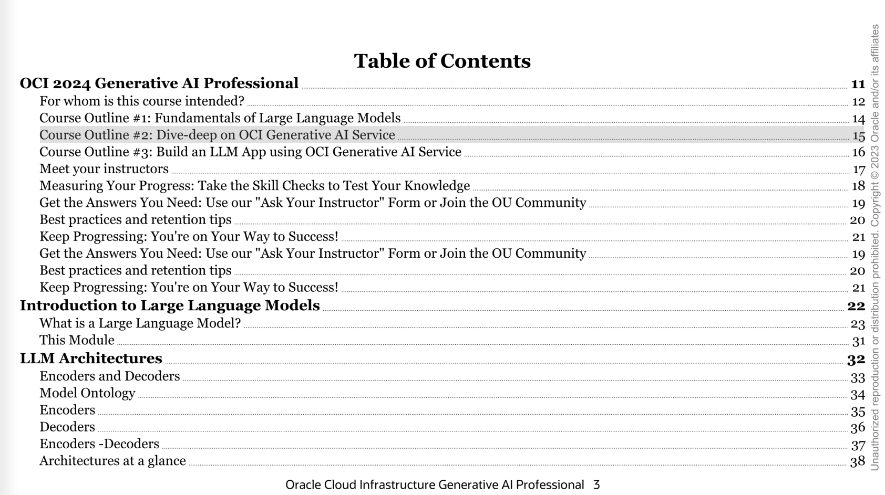 Table of Contents
OCI 2024 Generative AI Professional 11
For whom is this course intended? 12
Course Outline #1: Fundamentals of Large Language Models 14
Course Outline #2: Dive-deep on OCI Generative AI Service 15
Course Outline #3: Build an LLM App using OCI Generative AI Service 16
Meet your instructors 17
Measuring Your Progress: Take the Skill Checks to Test Your Knowledge 18
Get the Answers You Need: Use our "Ask Your Instructor" Form or Join the OU Community 19
Best practices and retention tips 20
Keep Progressing: You're on Your Way to Success! 21
Get the Answers You Need: Use our "Ask Your Instructor" Form or Join the OU Community 19
Best practices and retention tips 20
Keep Progressing: You're on Your Way to Success! 21
Introduction to Large Language Models 22
What is a Large Language Model? 23
This Module 31
LLM Architectures 32
Encoders and Decoders 33
Model Ontology 34
Encoders 35
Decoders 36
Encoders -Decoders 37
Architectures at a glance 38
Oracle Cloud Infrastructure Generative AI Professional 3
Unauthorized reproduction or distribution prohibited. Copyright © 2023 Oracle and/or its affiliates